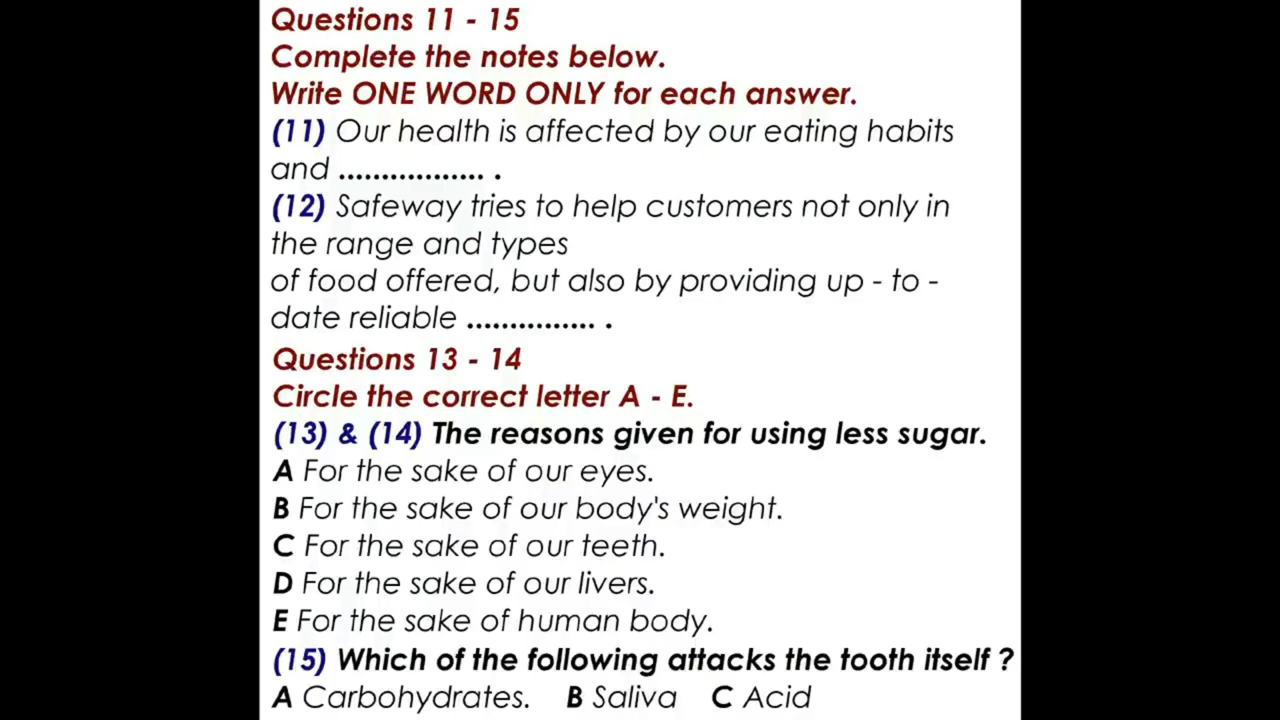 Questions 11 - 15
Complete the notes below.
Write ONE WORD ONLY for each answer.
(11) Our health is affected by our eating habits
and ................. .
(12) Safeway tries to help customers not only in
the range and types
of food offered, but also by providing up - to -
date reliable ............... .
Questions 13 - 14
Circle the correct letter A - E.
(13) & (14) The reasons given for using less sugar.
A For the sake of our eyes.
B For the sake of our body's weight.
C For the sake of our teeth.
D For the sake of our livers.
E For the sake of human body.
(15) Which of the following attacks the tooth itself ?
A Carbohydrates. B Saliva C Acid